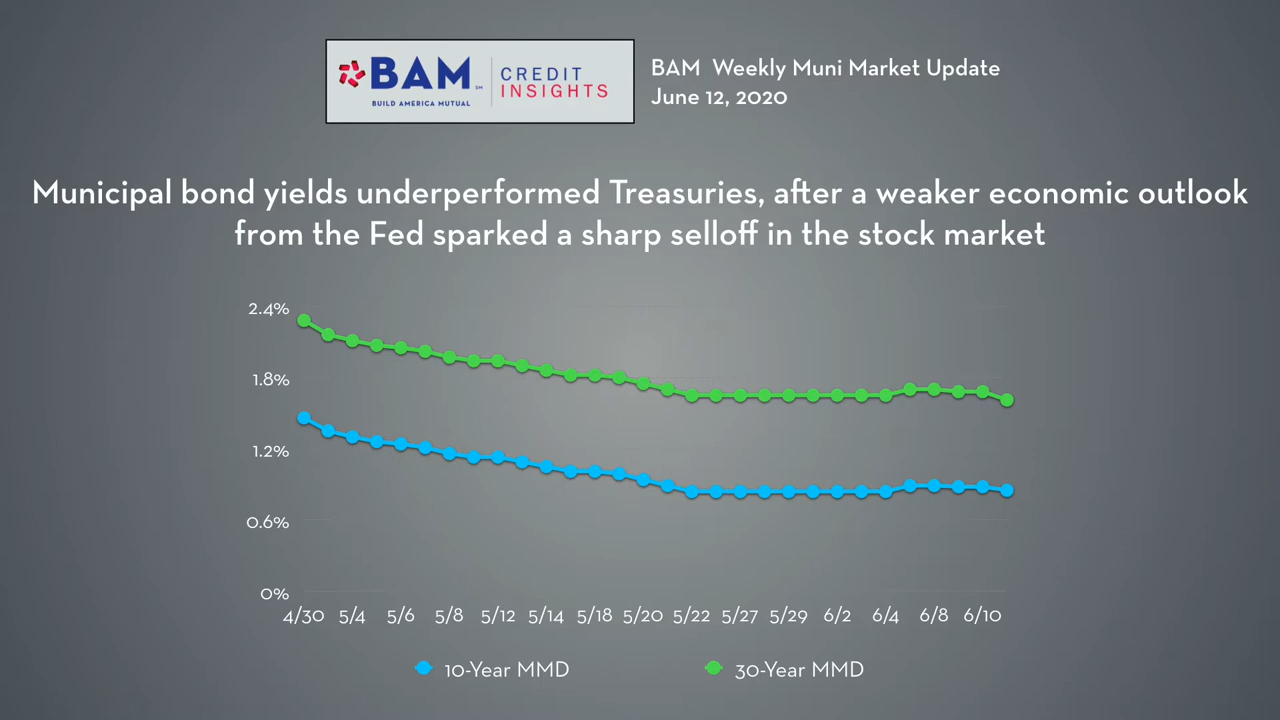 BAM SM
BUILD AMERICA MUTUAL
CREDIT
INSIGHTS
BAM Weekly Muni Market Update
June 12, 2020
Municipal bond yields underperformed Treasuries, after a weaker economic outlook
from the Fed sparked a sharp selloff in the stock market
2.4%
1.8%
1.2%
0.6%
0%
4/30 5/4 5/6 5/8 5/12 5/14 5/18 5/20 5/22 5/27 5/29 6/2 6/4 6/8 6/10
10-Year MMD 30-Year MMD